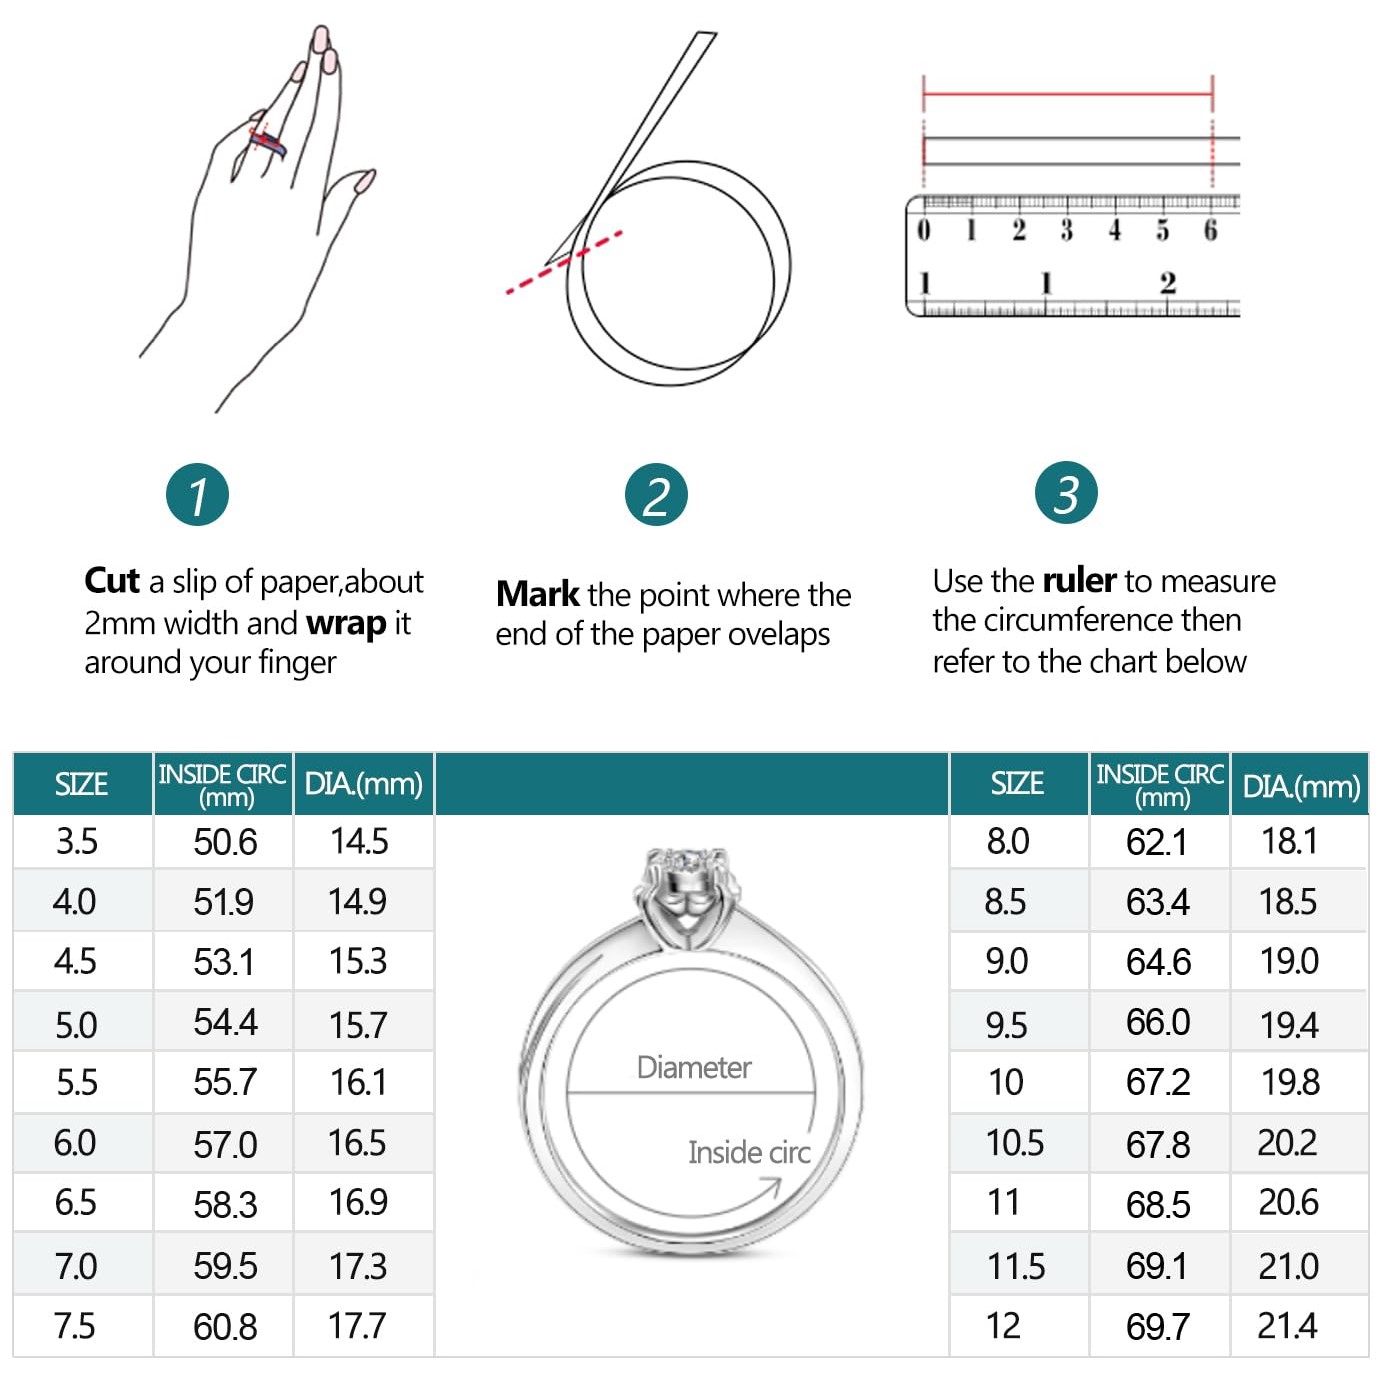 0 1 2 3 4 5 6
1 1 2
1
2
3
Cut a slip of paper,about
2mm width and wrap it
around your finger
Mark the point where the
end of the paper ovelaps
Use the ruler to measure
the circumference then
refer to the chart below
SIZE INSIDE CIRC (mm) DIA.(mm)
3.5 50.6 14.5
4.0 51.9 14.9
4.5 53.1 15.3
5.0 54.4 15.7
5.5 55.7 16.1
6.0 57.0 16.5
6.5 58.3 16.9
7.0 59.5 17.3
7.5 60.8 17.7
Diameter
Inside circ
SIZE INSIDE CIRC (mm) DIA.(mm)
8.0 62.1 18.1
8.5 63.4 18.5
9.0 64.6 19.0
9.5 66.0 19.4
10 67.2 19.8
10.5 67.8 20.2
11 68.5 20.6
11.5 69.1 21.0
12 69.7 21.4